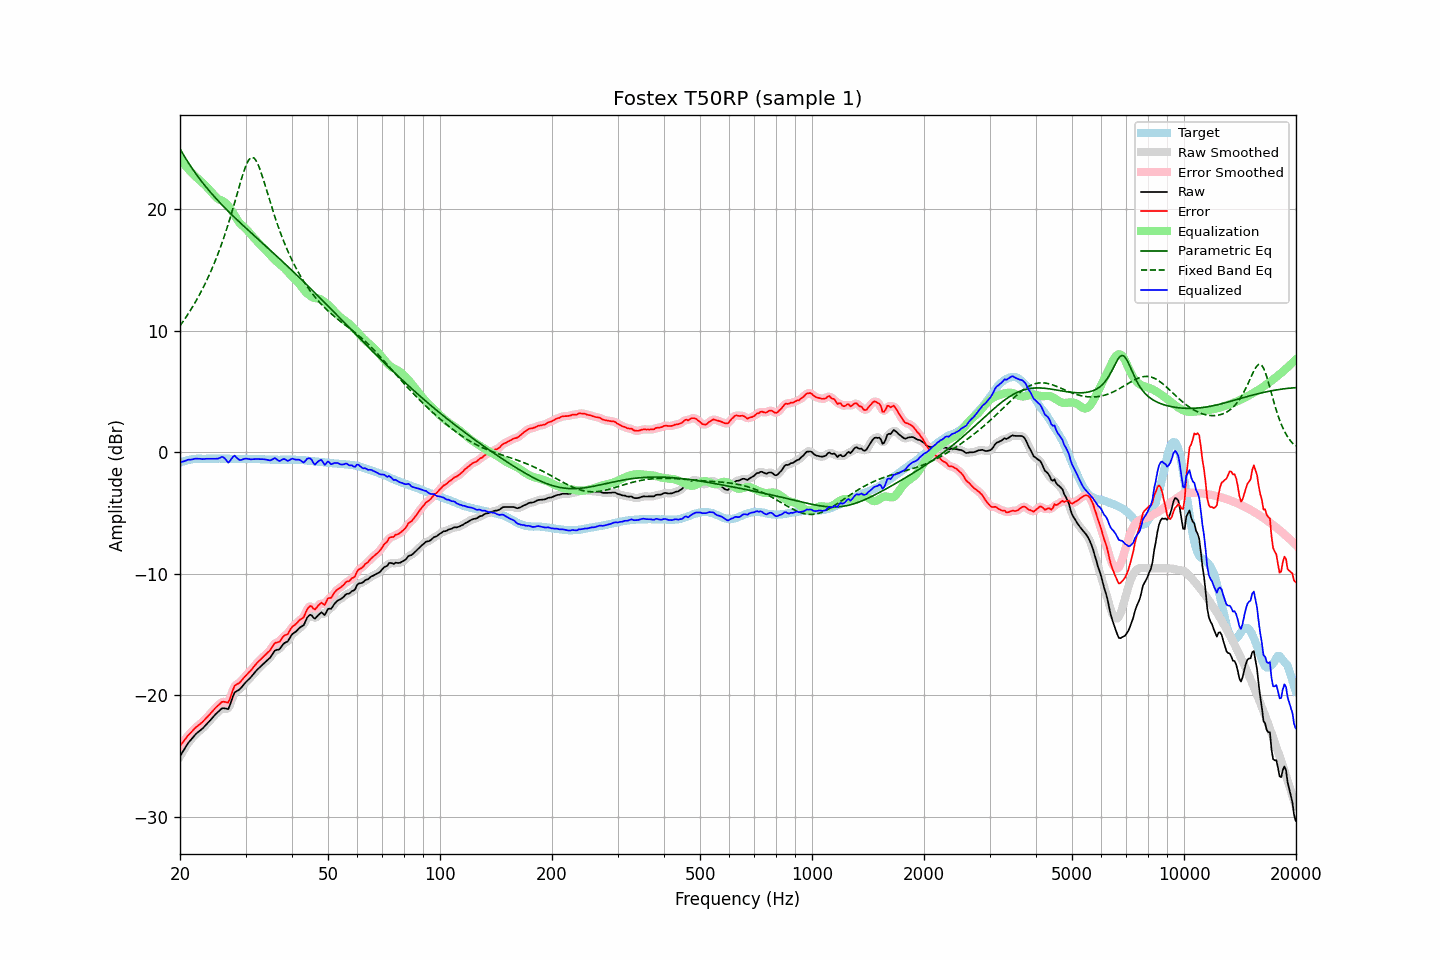 Fostex T50RP (sample 1)
Target
Raw Smoothed
Error Smoothed
Raw
Error
Equalization
Parametric Eq
Fixed Band Eq
Equalized
Amplitude (dBr)
20
10
0
−10
−20
−30
20 50 100 200 500 1000 2000 5000 10000 20000
Frequency (Hz)